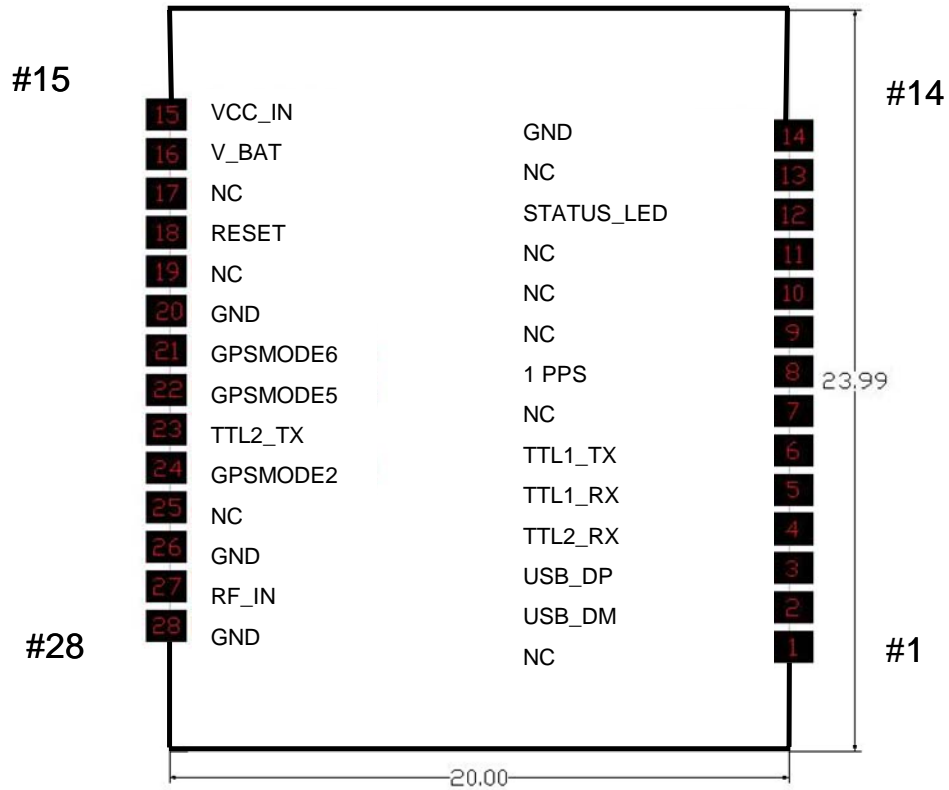 #15
#14
15 VCC_IN
16 V_BAT
17 NC
18 RESET
19 NC
20 GND
21 GPSMODE6
22 GPSMODE5
23 TTL2_TX
24 GPSMODE2
25 NC
26 GND
27 RF_IN
28 GND
#28
GND 14
NC 13
STATUS_LED 12
NC 11
NC 10
NC 9
1 PPS 8
NC 7
TTL1_TX 6
TTL1_RX 5
TTL2_RX 4
USB_DP 3
USB_DM 2
NC 1
#1
23.99
20.00